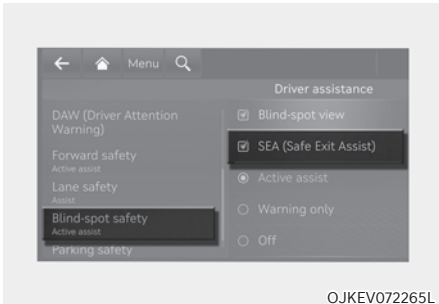 Menu
Driver assistance
DAW (Driver Attention
Warning)
Forward safety
Active assist
Lane safety
Assist
Blind-spot safety
Active assist
Parking safety
Blind-spot view
SEA (Safe Exit Assist)
Active assist
Warning only
Off
OJKEV072265L